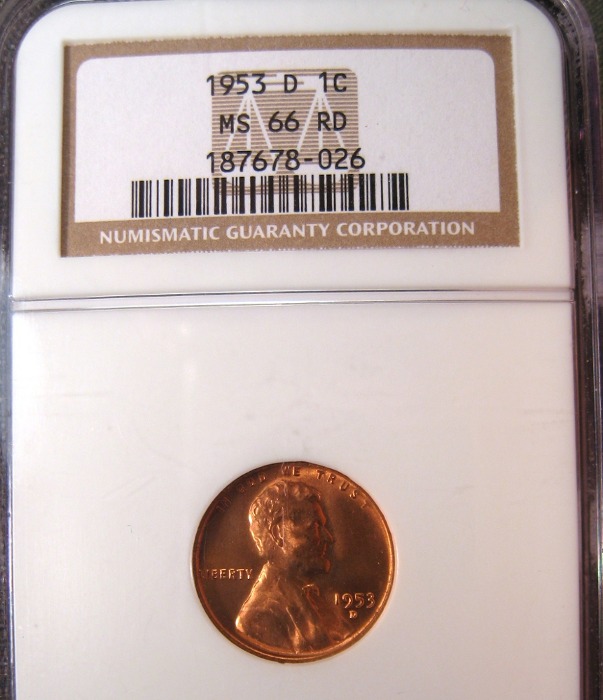 1953 D 1C
MS 66 RD
187678-026
NUMISMATIC GUARANTY CORPORATION
IN GOD WE TRUST
LIBERTY
1953
D